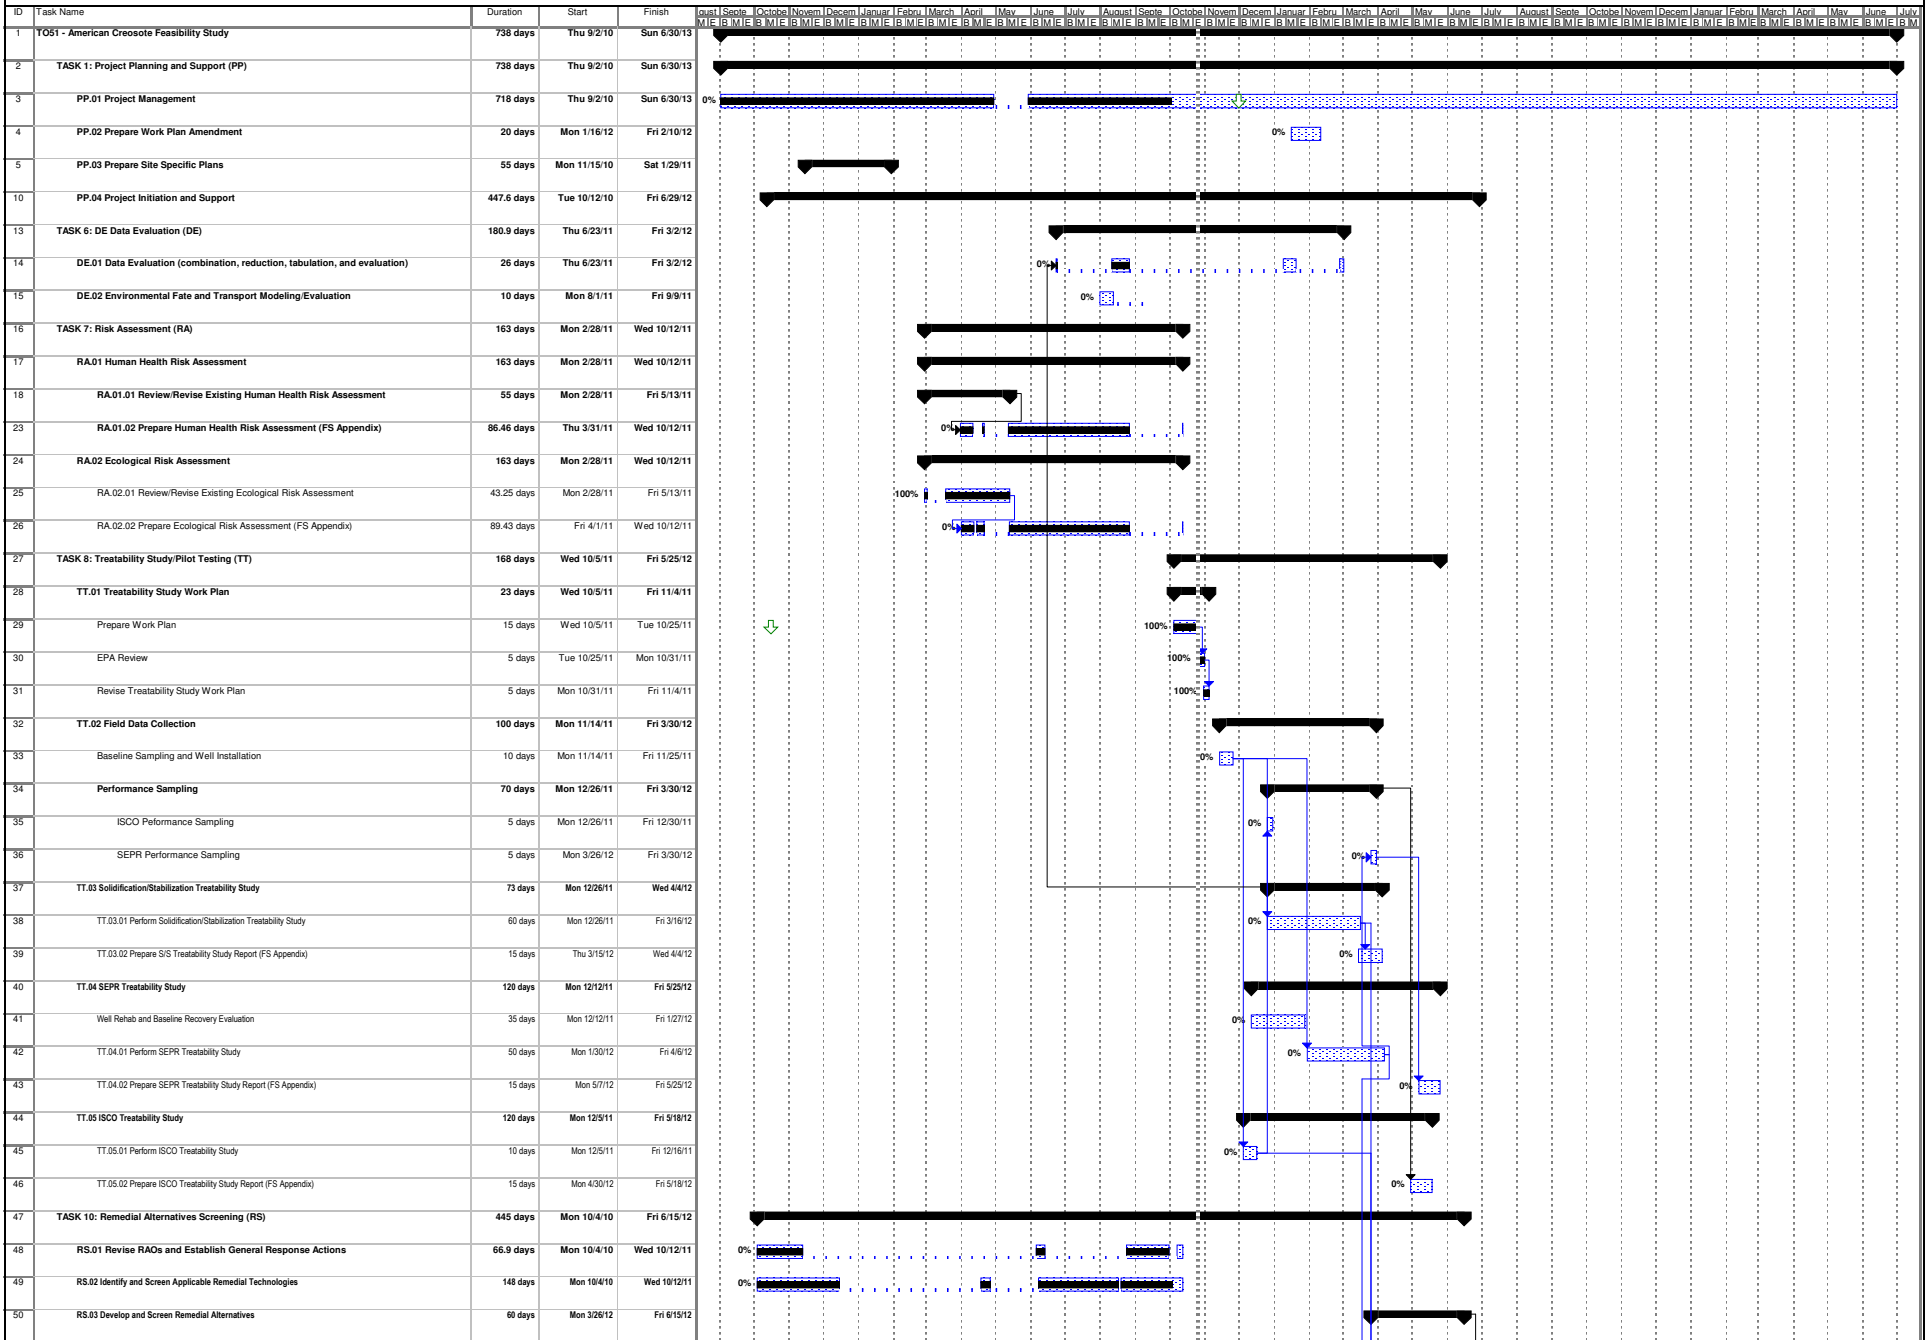 ID Task Name Duration Start Finish gust Septe Octobe Novem Decem Januar Febru March April May June July August Septe Octobe Novem Decem Januar Febru March April May June July August Septe Octobe Novem Decem Januar Febru March April May June July
M E B M E B M E B M E B M E B M E B M E B M E B M E B M E B M E B M E B M E B M E B M E B M E B M E B M E B M E B M E B M E B M E B M E B M E B M E B M E B M E B M E B M E B M E B M E B M E B M E B M E B M E B M
1 TO51 - American Creosote Feasibility Study 738 days Thu 9/2/10 Sun 6/30/13
2 TASK 1: Project Planning and Support (PP) 738 days Thu 9/2/10 Sun 6/30/13
3 PP.01 Project Management 718 days Thu 9/2/10 Sun 6/30/13 0%
4 PP.02 Prepare Work Plan Amendment 20 days Mon 1/16/12 Fri 2/10/12 0%
5 PP.03 Prepare Site Specific Plans 55 days Mon 11/15/10 Sat 1/29/11
10 PP.04 Project Initiation and Support 447.6 days Tue 10/12/10 Fri 6/29/12
13 TASK 6: DE Data Evaluation (DE) 180.9 days Thu 6/23/11 Fri 3/2/12
14 DE.01 Data Evaluation (combination, reduction, tabulation, and evaluation) 26 days Thu 6/23/11 Fri 3/2/12 0%
15 DE.02 Environmental Fate and Transport Modeling/Evaluation 10 days Mon 8/1/11 Fri 9/9/11 0%
16 TASK 7: Risk Assessment (RA) 163 days Mon 2/28/11 Wed 10/12/11
17 RA.01 Human Health Risk Assessment 163 days Mon 2/28/11 Wed 10/12/11
18 RA.01.01 Review/Revise Existing Human Health Risk Assessment 55 days Mon 2/28/11 Fri 5/13/11
23 RA.01.02 Prepare Human Health Risk Assessment (FS Appendix) 86.46 days Thu 3/31/11 Wed 10/12/11 0%
24 RA.02 Ecological Risk Assessment 163 days Mon 2/28/11 Wed 10/12/11
25 RA.02.01 Review/Revise Existing Ecological Risk Assessment 43.25 days Mon 2/28/11 Fri 5/13/11 100%
26 RA.02.02 Prepare Ecological Risk Assessment (FS Appendix) 89.43 days Fri 4/1/11 Wed 10/12/11 0%
27 TASK 8: Treatability Study/Pilot Testing (TT) 168 days Wed 10/5/11 Fri 5/25/12
28 TT.01 Treatability Study Work Plan 23 days Wed 10/5/11 Fri 11/4/11
29 Prepare Work Plan 15 days Wed 10/5/11 Tue 10/25/11 100%
30 EPA Review 5 days Tue 10/25/11 Mon 10/31/11 100%
31 Revise Treatability Study Work Plan 5 days Mon 10/31/11 Fri 11/4/11 100%
32 TT.02 Field Data Collection 100 days Mon 11/14/11 Fri 3/30/12
33 Baseline Sampling and Well Installation 10 days Mon 11/14/11 Fri 11/25/11 0%
34 Performance Sampling 70 days Mon 12/26/11 Fri 3/30/12
35 ISCO Peformance Sampling 5 days Mon 12/26/11 Fri 12/30/11 0%
36 SEPR Performance Sampling 5 days Mon 3/26/12 Fri 3/30/12 0%
37 TT.03 Solidification/Stabilization Treatability Study 73 days Mon 12/26/11 Wed 4/4/12
38 TT.03.01 Perform Solidification/Stabilization Treatability Study 60 days Mon 12/26/11 Fri 3/16/12 0%
39 TT.03.02 Prepare S/S Treatability Study Report (FS Appendix) 15 days Thu 3/15/12 Wed 4/4/12 0%
40 TT.04 SEPR Treatability Study 120 days Mon 12/12/11 Fri 5/25/12
41 Well Rehab and Baseline Recovery Evaluation 35 days Mon 12/12/11 Fri 1/27/12 0%
42 TT.04.01 Perform SEPR Treatability Study 50 days Mon 1/30/12 Fri 4/6/12 0%
43 TT.04.02 Prepare SEPR Treatability Study Report (FS Appendix) 15 days Mon 5/7/12 Fri 5/25/12 0%
44 TT.05 ISCO Treatability Study 120 days Mon 12/5/11 Fri 5/18/12
45 TT.05.01 Perform ISCO Treatability Study 10 days Mon 12/5/11 Fri 12/16/11 0%
46 TT.05.02 Prepare ISCO Treatability Study Report (FS Appendix) 15 days Mon 4/30/12 Fri 5/18/12 0%
47 TASK 10: Remedial Alternatives Screening (RS) 445 days Mon 10/4/10 Fri 6/15/12
48 RS.01 Revise RAOs and Establish General Response Actions 66.9 days Mon 10/4/10 Wed 10/12/11 0%
49 RS.02 Identify and Screen Applicable Remedial Technologies 148 days Mon 10/4/10 Wed 10/12/11 0%
50 RS.03 Develop and Screen Remedial Alternatives 60 days Mon 3/26/12 Fri 6/15/12